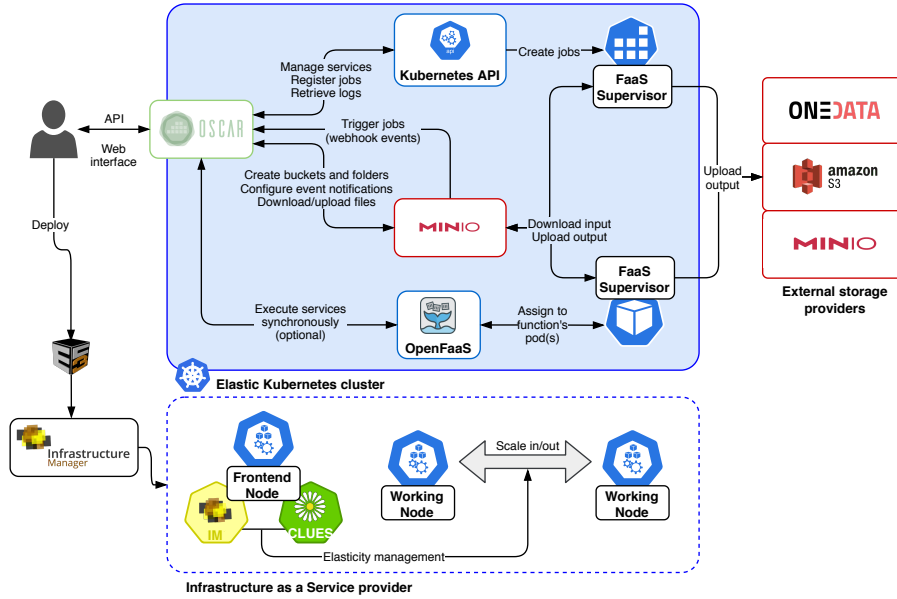 api
Kubernetes API
Create jobs
FaaS
Supervisor
Manage services
Register jobs
Retrieve logs
API
Web
interface
OSCAR
Trigger jobs
(webhook events)
Create buckets and folders
Configure event notifications
Download/upload files
MINIO
Download input
Upload output
Upload
output
ONEDATA
amazon
S3
MINIO
External storage
providers
Deploy
FaaS
Supervisor
Execute services
synchronously
(optional)
OpenFaaS
Assign to
function's
pod(s)
Elastic Kubernetes cluster
Infrastructure
Manager
Frontend
Node
IM
CLUES
Working
Node
Scale in/out
Working
Node
Elasticity management
Infrastructure as a Service provider